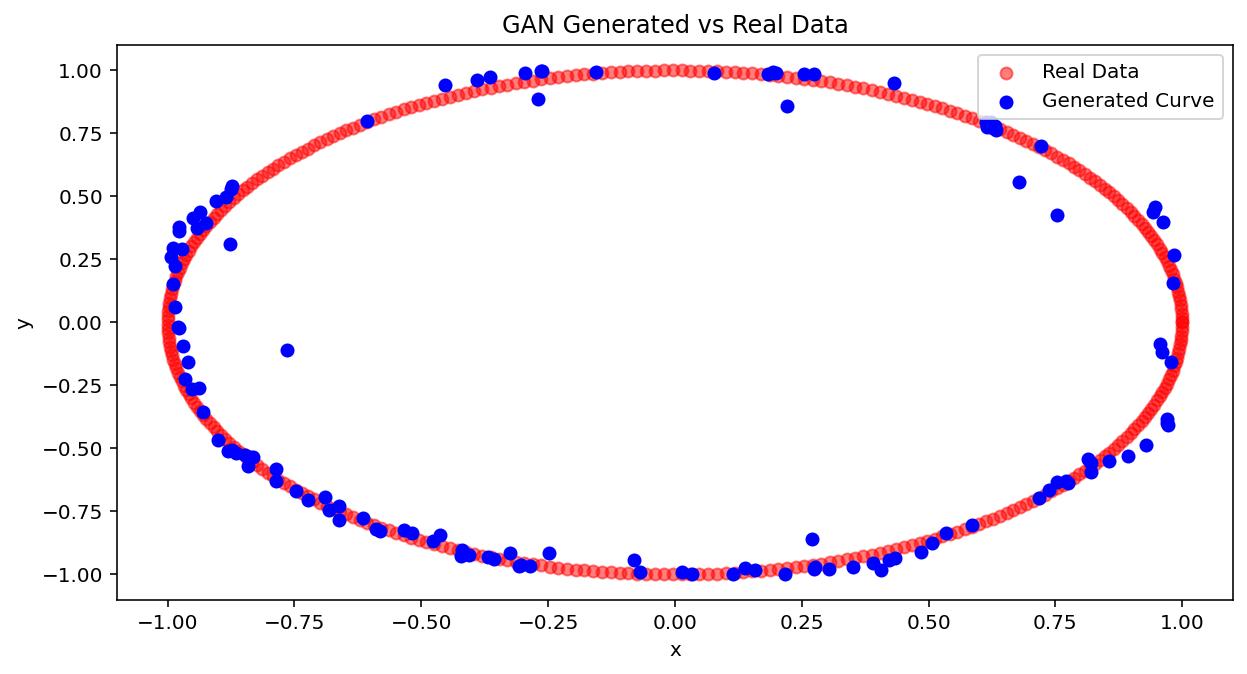 GAN Generated vs Real Data
Real Data
Generated Curve
1.00
0.75
0.50
0.25
0.00
−0.25
−0.50
−0.75
−1.00
y
−1.00 −0.75 −0.50 −0.25 0.00 0.25 0.50 0.75 1.00
x